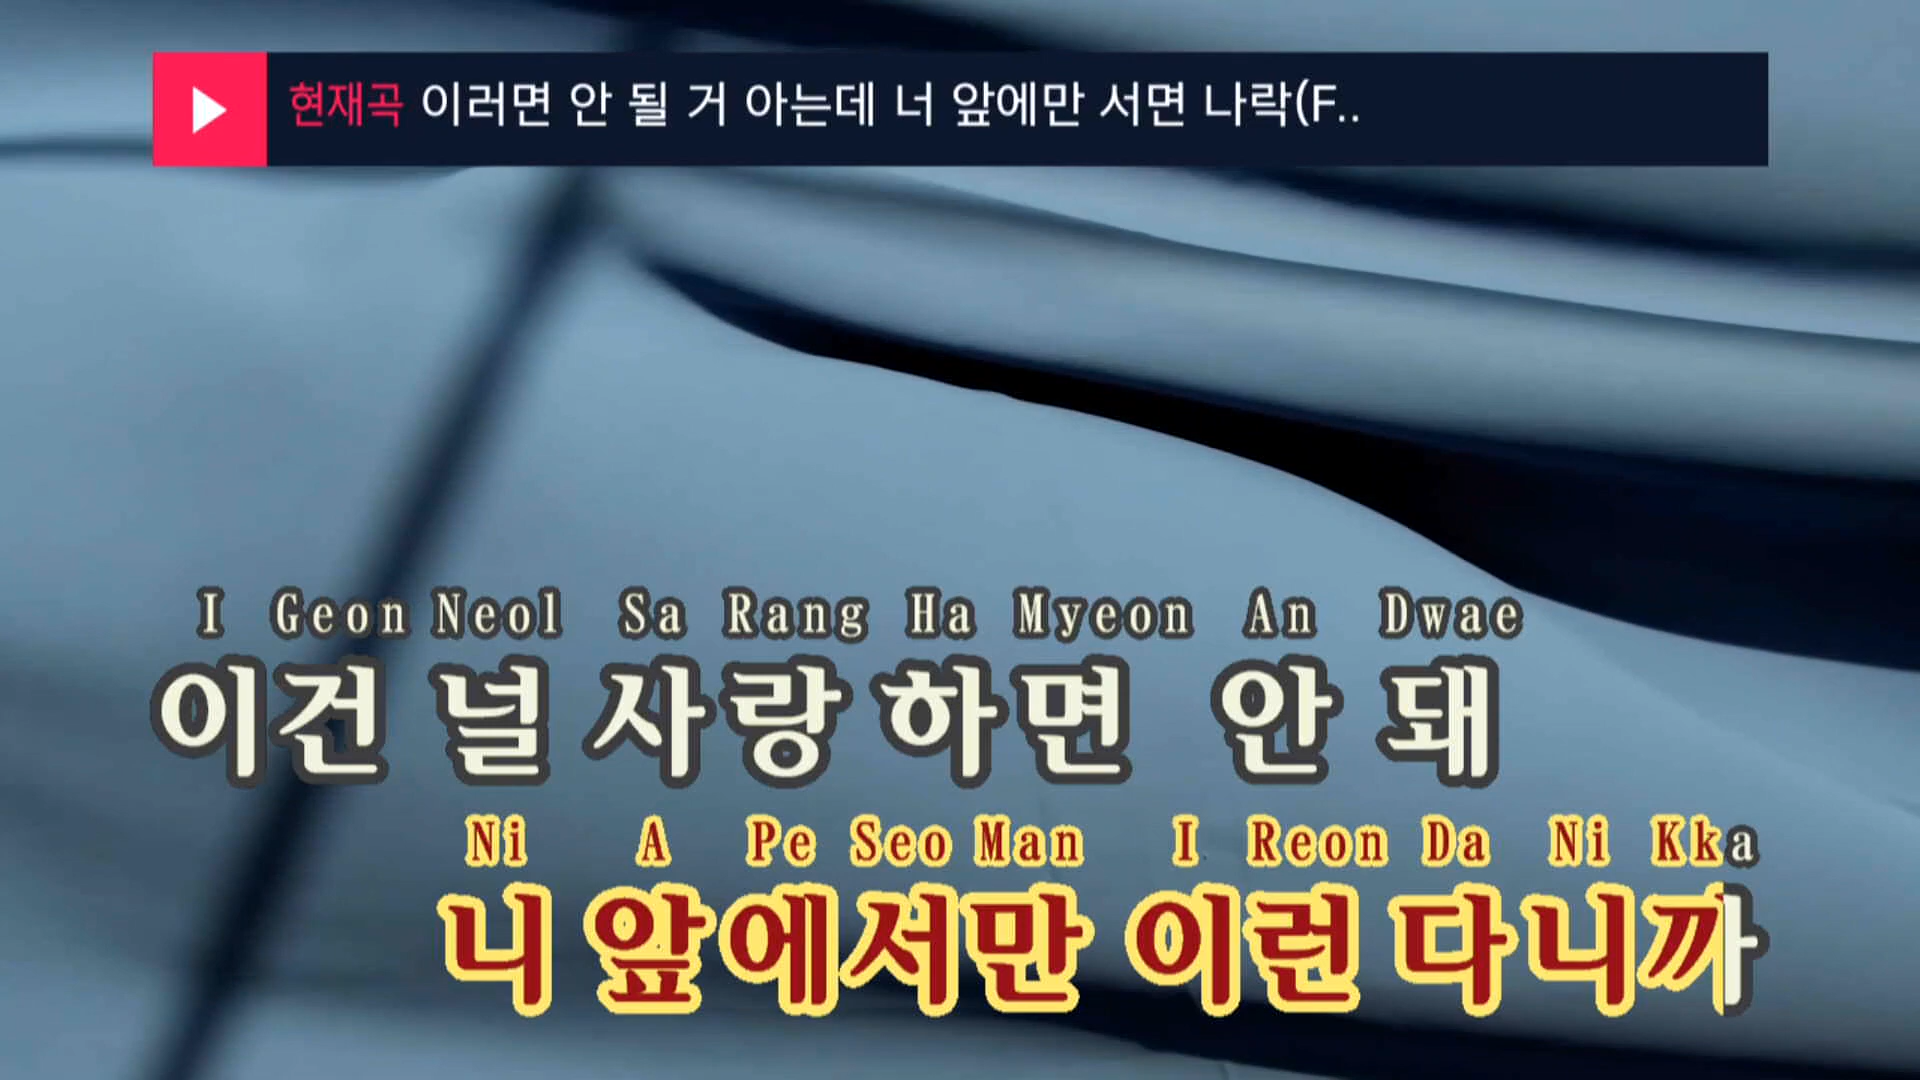 현재곡 이러면 안 될 거 아는데 너 앞에만 서면 나락(F..
I Geon Neol Sa Rang Ha Myeon An Dwae
이건 널 사랑하면 안 돼
Ni A Pe Seo Man I Reon Da Ni Kka
니 앞에서만 이런 다니까